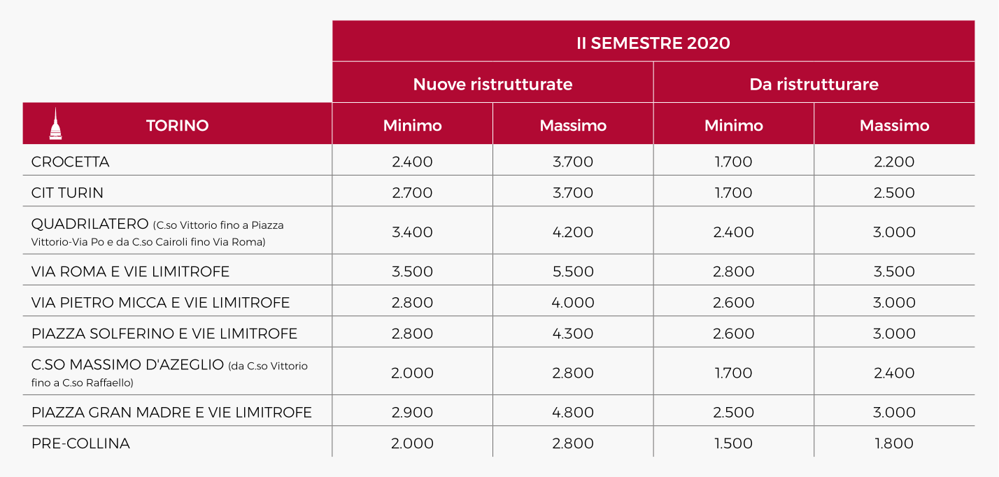 II SEMESTRE 2020
Nuove ristrutturate Da ristrutturare
TORINO Minimo Massimo Minimo Massimo
CROCETTA 2.400 3.700 1.700 2.200
CIT TURIN 2.700 3.700 1.700 2.500
QUADRILATERO (C.so Vittorio fino a Piazza
Vittorio-Via Po e da C.so Cairoli fino Via Roma) 3.400 4.200 2.400 3.000
VIA ROMA E VIE LIMITROFE 3.500 5.500 2.800 3.500
VIA PIETRO MICCA E VIE LIMITROFE 2.800 4.000 2.600 3.000
PIAZZA SOLFERINO E VIE LIMITROFE 2.800 4.300 2.600 3.000
C.SO MASSIMO D'AZEGLIO (da C.so Vittorio
fino a C.so Raffaello) 2.000 2.800 1.700 2.400
PIAZZA GRAN MADRE E VIE LIMITROFE 2.900 4.800 2.500 3.000
PRE-COLLINA 2.000 2.800 1.500 1.800